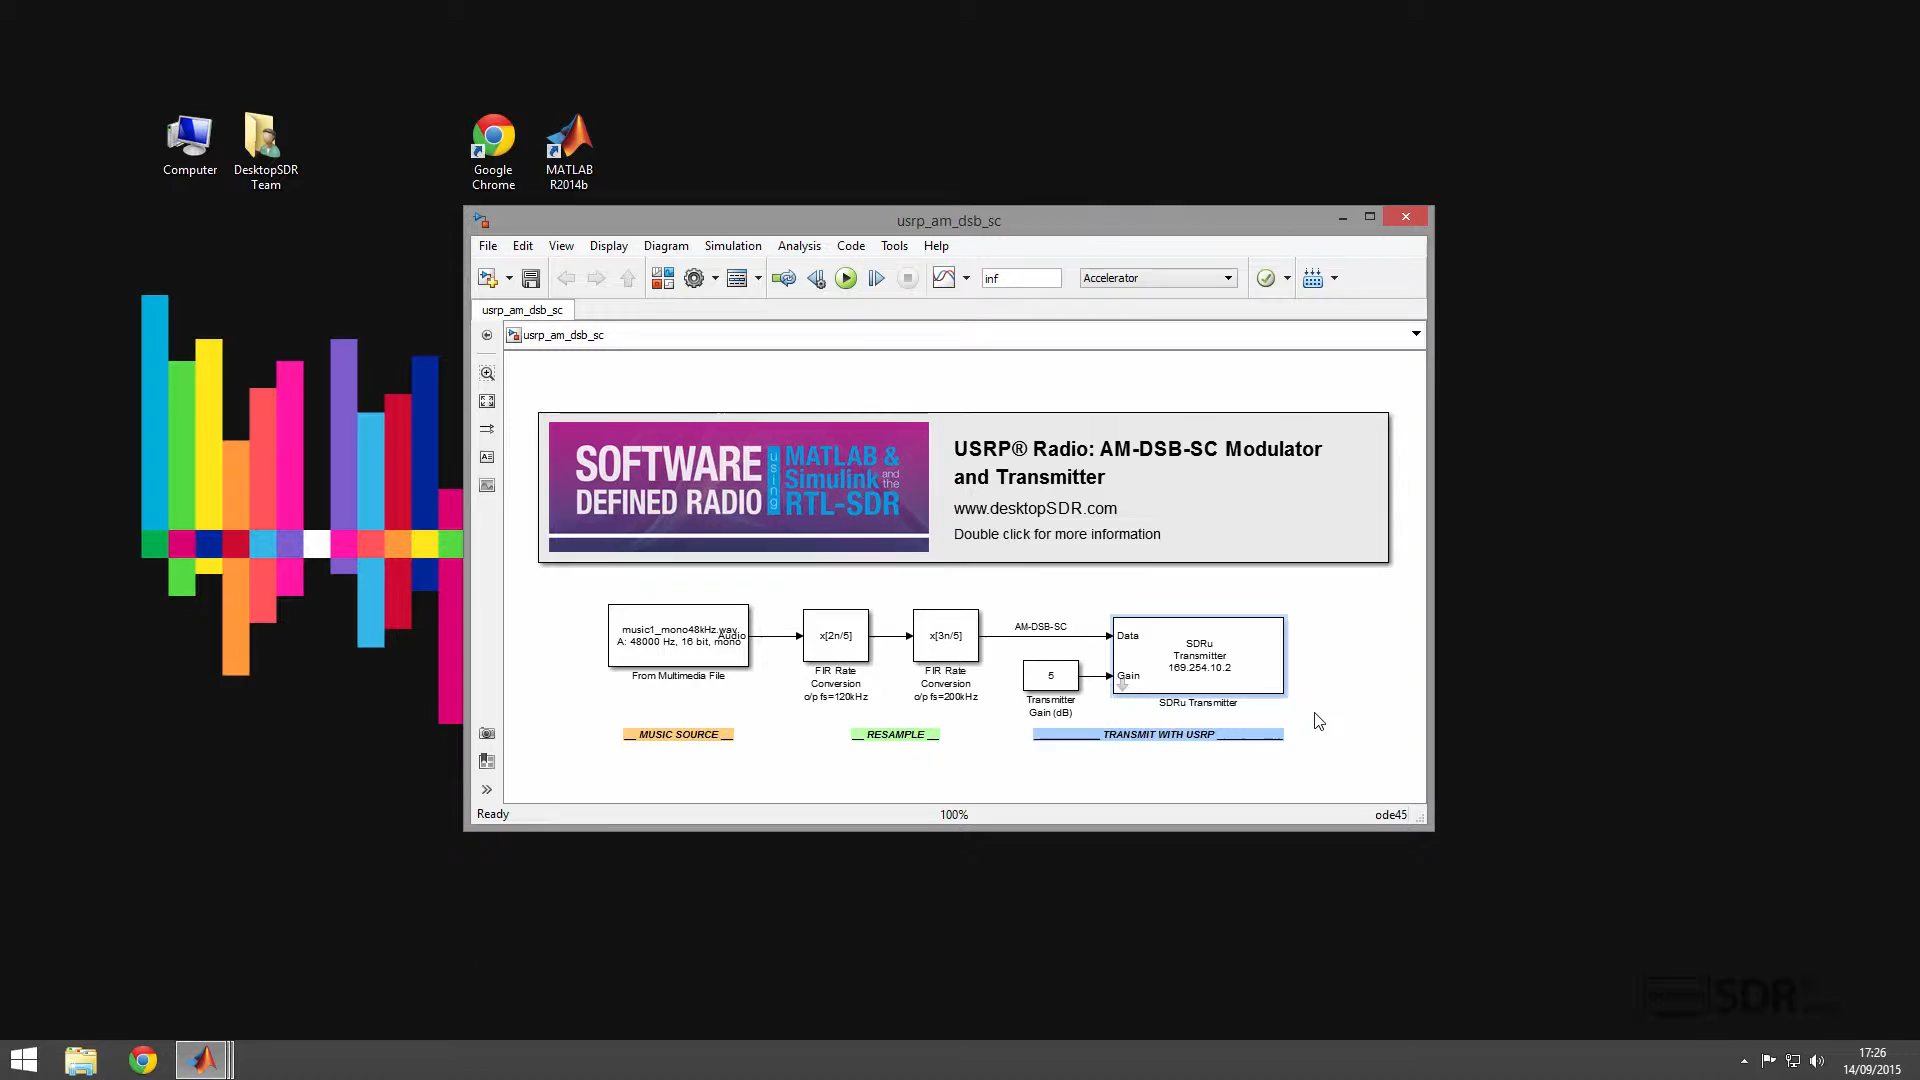 Computer
DesktopSDR
Team
Google
Chrome
MATLAB
R2014b
usrp_am_dsb_sc
File Edit View Display Diagram Simulation Analysis Code Tools Help
inf
Accelerator
usrp_am_dsb_sc
usrp_am_dsb_sc
SOFTWARE
DEFINED RADIO
using
MATLAB &
Simulink and
the
RTL-SDR
USRP® Radio: AM-DSB-SC Modulator
and Transmitter
www.desktopSDR.com
Double click for more information
music1_mono48kHz.wav
A: 48000 Hz, 16 bit, mono
Audio
From Multimedia File
x[2n/5]
FIR Rate
Conversion
o/p fs=120kHz
x[3n/5]
FIR Rate
Conversion
o/p fs=200kHz
AM-DSB-SC
5
Transmitter
Gain (dB)
Data
Gain
SDRu
Transmitter
169.254.10.2
SDRu Transmitter
__ MUSIC SOURCE __
__ RESAMPLE __
TRANSMIT WITH USRP
Ready
100%
ode45
SDR
17:26
14/09/2015